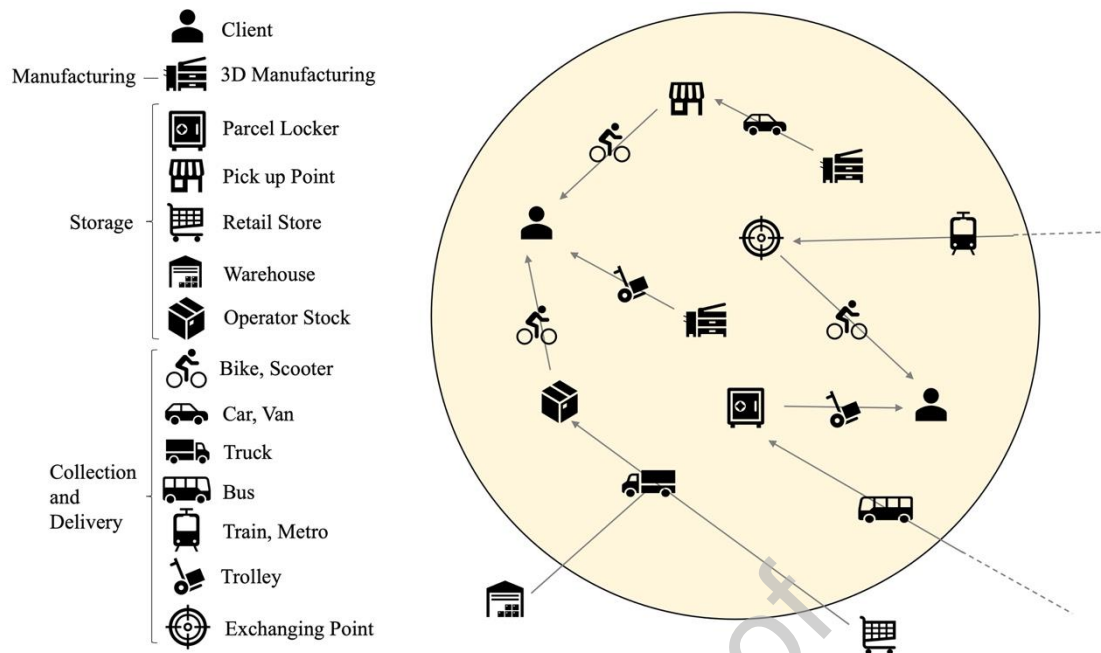 Client
Manufacturing
3D Manufacturing
Parcel Locker
Pick up Point
Storage
Retail Store
Warehouse
Operator Stock
Bike, Scooter
Car, Van
Truck
Collection
and
Delivery
Bus
Train, Metro
Trolley
Exchanging Point
of